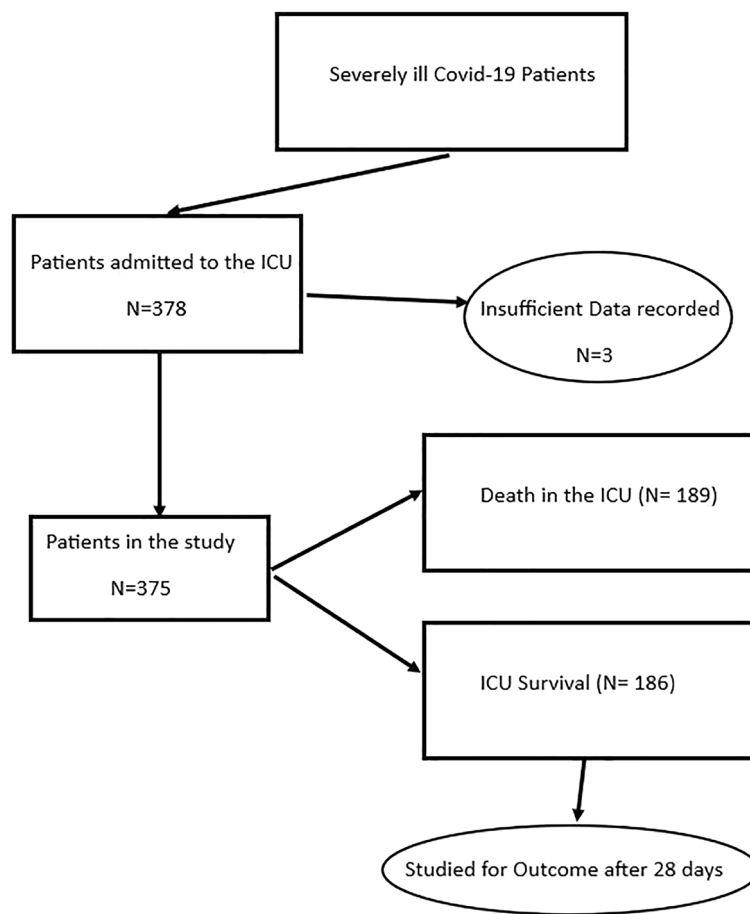 Severely ill Covid-19 Patients
Patients admitted to the ICU
N=378
Insufficient Data recorded
N=3
Death in the ICU (N= 189)
Patients in the study
N=375
ICU Survival (N= 186)
Studied for Outcome after 28 days